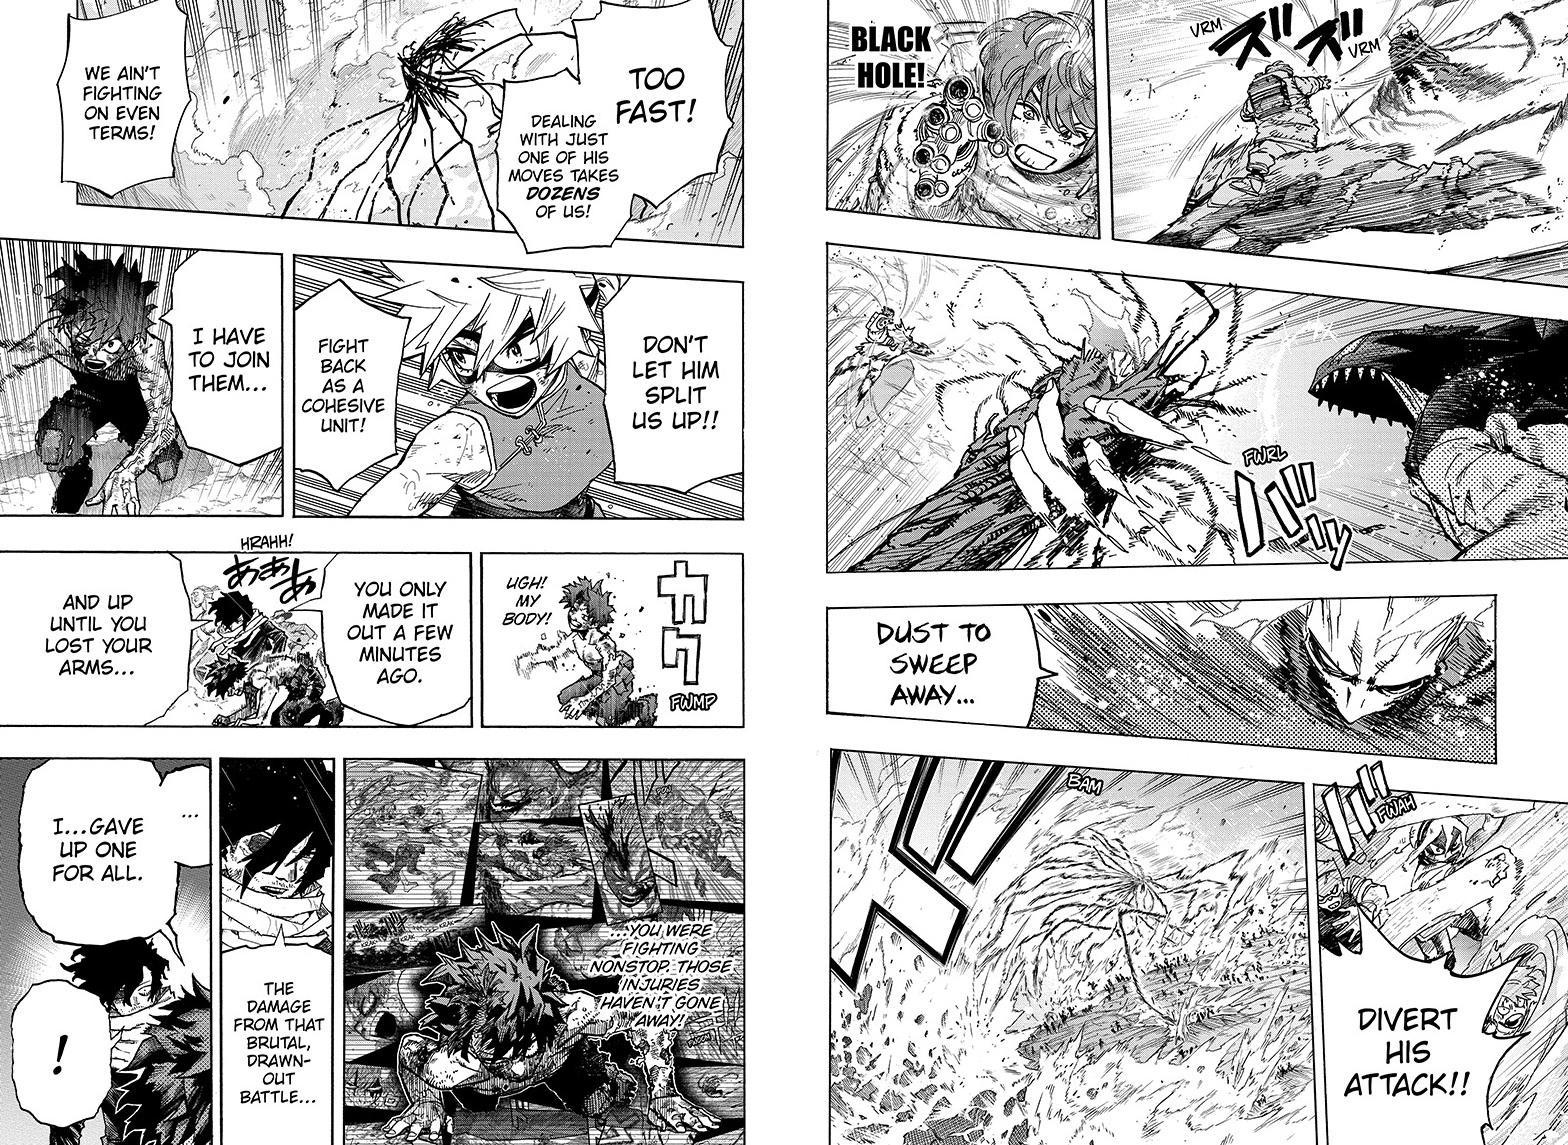 VRM
ズズ
VRM
BLACK
HOLE!
FWRL
バッ
DUST TO
SWEEP
AWAY...
FWAH
DIVERT
HIS
ATTACK!!
BAM
TOO
FAST!
DEALING
WITH JUST
ONE OF HIS
MOVES TAKES
DOZENS
OF US!
WE AIN'T
FIGHTING
ON EVEN
TERMS!
DON'T
LET HIM
SPLIT
US UP!!
FIGHT
BACK
AS A
COHESIVE
UNIT!
I HAVE
TO JOIN
THEM...
カクッ
FWMP
UGH!
MY
BODY!
YOU ONLY
MADE IT
OUT A FEW
MINUTES
AGO.
HRAHH!
あぁあぁ
AND UP
UNTIL YOU
LOST YOUR
ARMS...
...YOU WERE
FIGHTING
NONSTOP. THOSE
INJURIES
HAVEN'T GONE
AWAY!
THE
DAMAGE
FROM THAT
BRUTAL,
DRAWN-
OUT
BATTLE...
...
I...GAVE
UP ONE
FOR ALL.
!